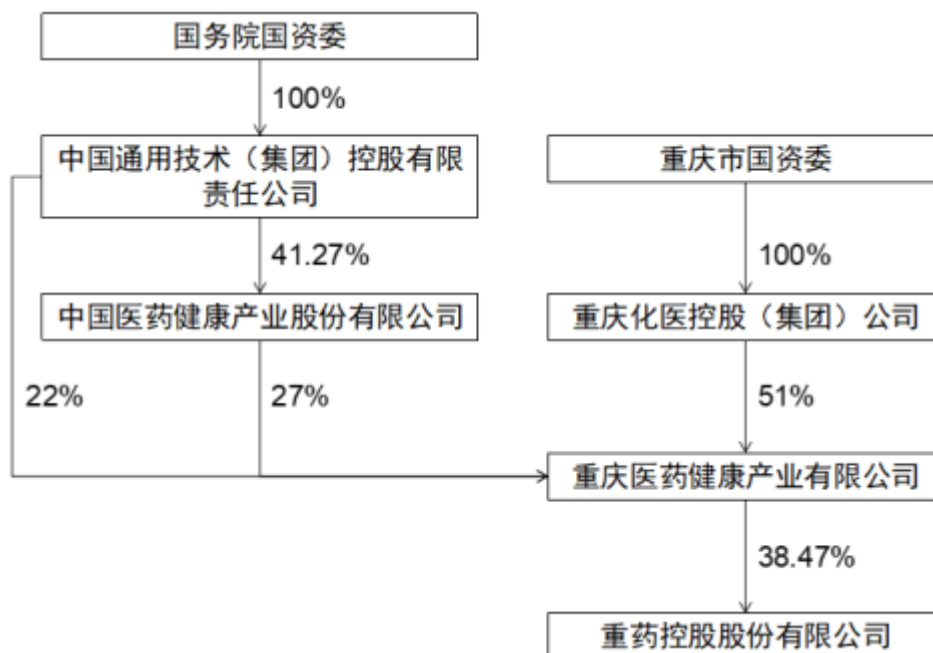 国务院国资委
100%
中国通用技术（集团）控股有限
责任公司
重庆市国资委
41.27%
100%
中国医药健康产业股份有限公司
重庆化医控股（集团）公司
22%
27%
51%
重庆医药健康产业有限公司
38.47%
重药控股股份有限公司